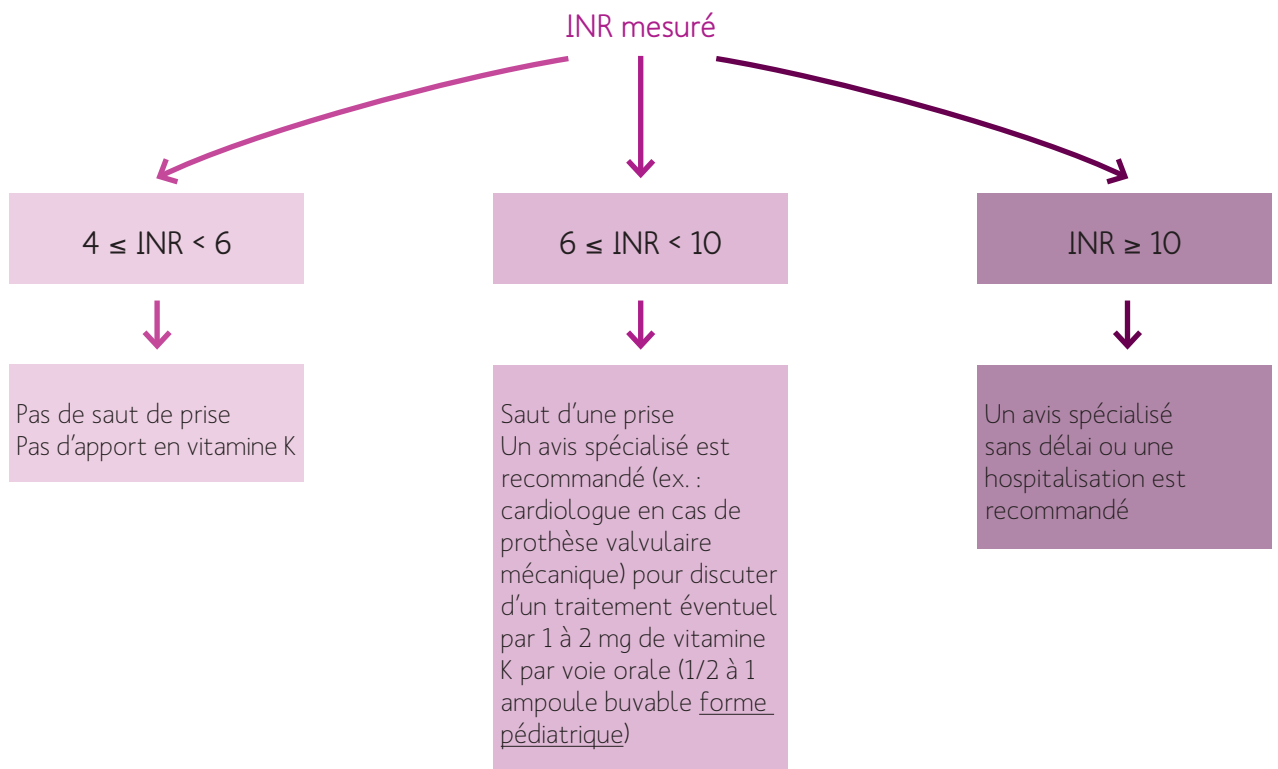 INR mesuré
4 ≤ INR < 6
6 ≤ INR < 10
INR ≥ 10
Pas de saut de prise
Pas d'apport en vitamine K
Saut d'une prise
Un avis spécialisé est
recommandé (ex. :
cardiologue en cas de
prothèse valvulaire
mécanique) pour discuter
d'un traitement éventuel
par 1 à 2 mg de vitamine
K par voie orale (1/2 à 1
ampoule buvable forme
pédiatrique)
Un avis spécialisé
sans délai ou une
hospitalisation est
recommandé